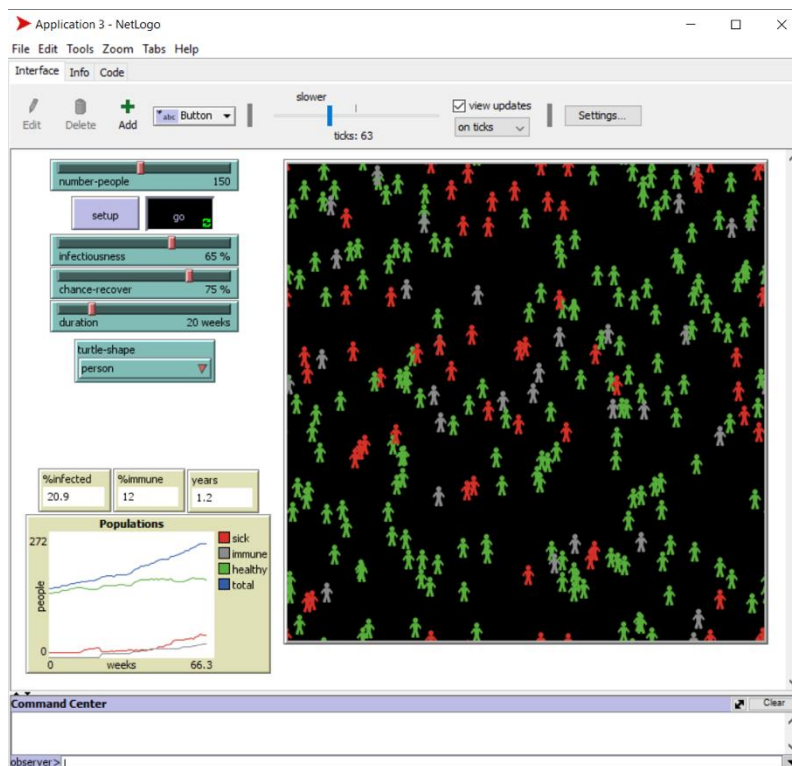 Application 3 - NetLogo
File Edit Tools Zoom Tabs Help
Interface Info Code
Edit Delete Add
abc Button
slower
ticks: 63
view updates
on ticks
Settings...
number-people 150
setup go
infectiousness 65 %
chance-recover 75 %
duration 20 weeks
turtle-shape
person
%infected %immune years
20.9 12 1.2
Populations
272
people
0
0 weeks 66.3
sick
immune
healthy
total
Command Center Clear
observer>